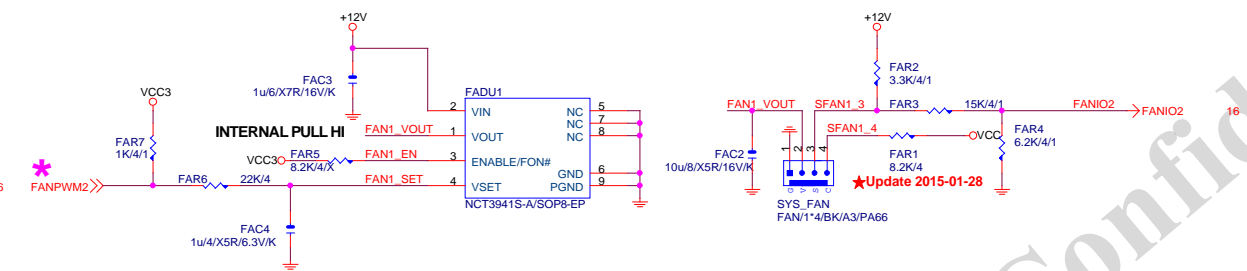 +12V
FAC3
1u/6/X7R/16V/K
VCC3
FAR7
1K/4/1
INTERNAL PULL HI
FAN1_VOUT
VCC3
FAR5
8.2K/4/X
FAN1_EN
*
FANPWM2
FAR6
22K/4
FAN1_SET
FAC4
1u/4/X5R/6.3V/K
FADU1
2
VIN
NC
5
NC
7
1
VOUT
NC
8
3
ENABLE/FON#
GND
6
4
VSET
PGND
9
NCT3941S-A/SOP8-EP
+12V
FAR2
3.3K/4/1
FAN1_VOUT
SFAN1_3
FAR3
15K/4/1
FANIO2
FANIO2
16
SFAN1_4
VCC
FAR4
6.2K/4/1
FAC2
10u/8/X5R/16V/K
FAR1
8.2K/4
1
2
3
4
G
V
S
C
★Update 2015-01-28
SYS_FAN
FAN/1*4/BK/A3/PA66